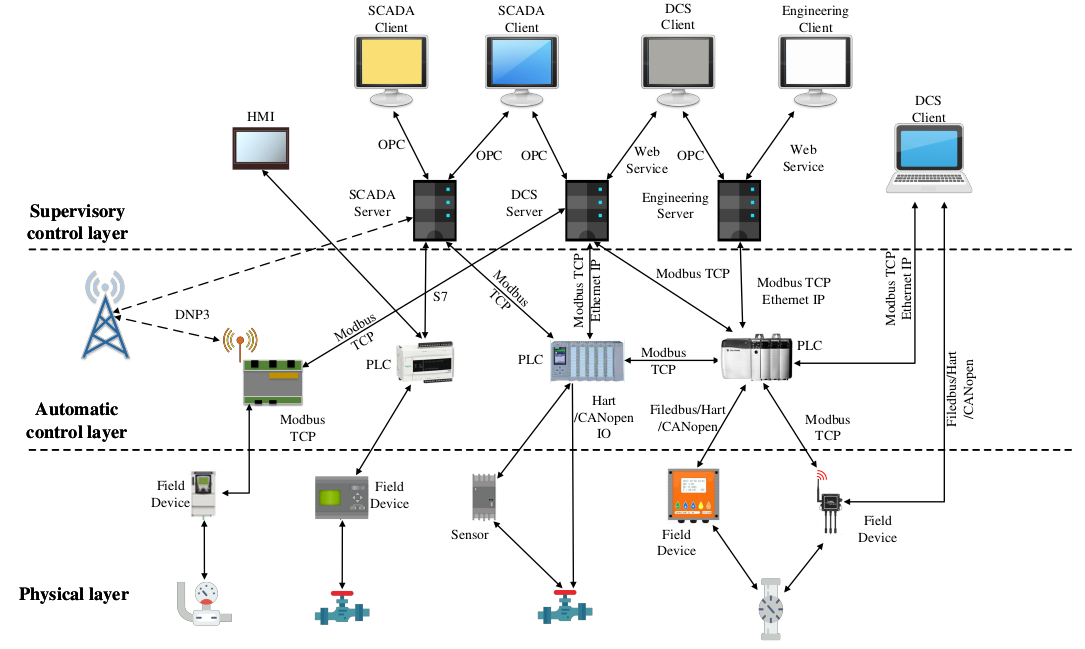 SCADA
Client
SCADA
Client
DCS
Client
Engineering
Client
DCS
Client
HMI
OPC
OPC
OPC
Web
Service
OPC
Web
Service
SCADA
Server
DCS
Server
Engineering
Server
Supervisory
control layer
DNP3
Modbus
TCP
S7
Modbus
TCP
Modbus TCP
Ethernet IP
Modbus TCP
Modbus TCP
Ethernet IP
Modbus TCP
Ethernet IP
PLC
PLC
Modbus
TCP
PLC
Automatic
control layer
Modbus
TCP
Hart
/CANopen
IO
Filedbus/Hart
/CANopen
Modbus
TCP
Filedbus/Hart
/CANopen
Field
Device
Field
Device
Sensor
Field
Device
Field
Device
Physical layer